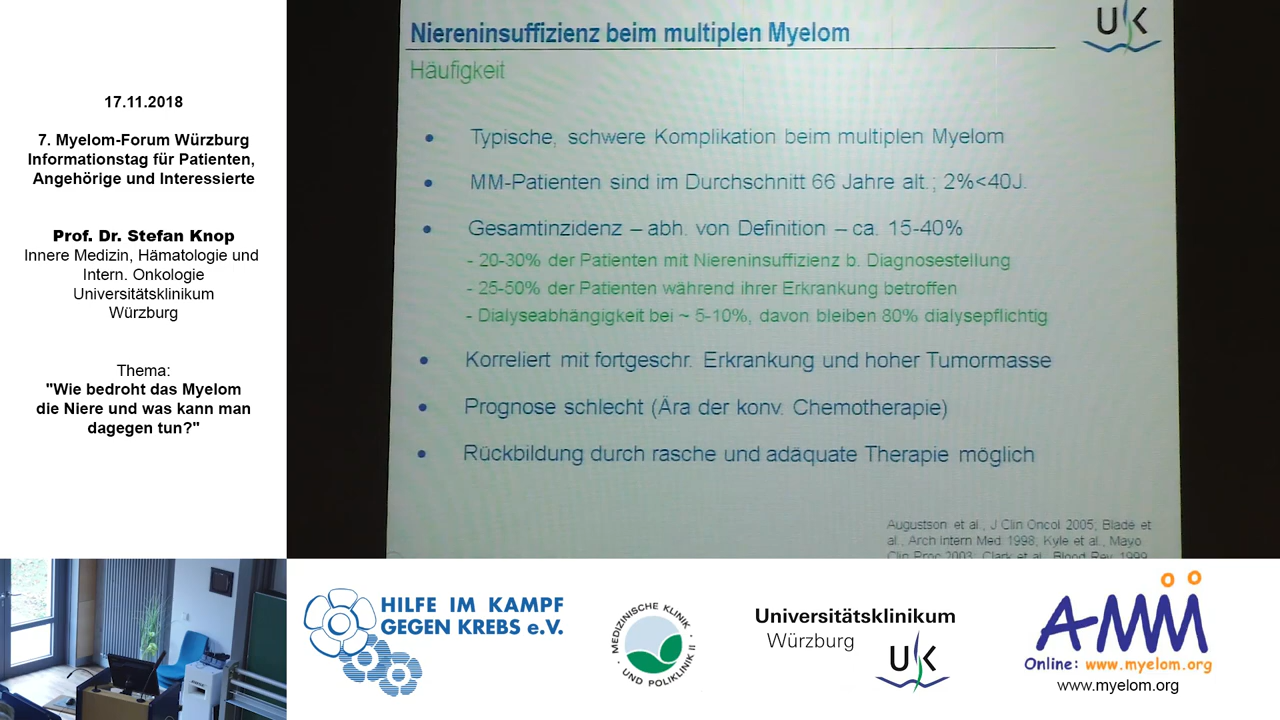 17.11.2018
7. Myelom-Forum Würzburg
Informationstag für Patienten,
Angehörige und Interessierte
Prof. Dr. Stefan Knop
Innere Medizin, Hämatologie und
Intern. Onkologie
Universitätsklinikum
Würzburg
Thema:
"Wie bedroht das Myelom
die Niere und was kann man
dagegen tun?"
Niereninsuffizienz beim multiplen Myelom
UK
Häufigkeit
• Typische, schwere Komplikation beim multiplen Myelom
• MM-Patienten sind im Durchschnitt 66 Jahre alt.; 2%<40J.
• Gesamtinzidenz – abh. von Definition – ca. 15-40%
- 20-30% der Patienten mit Niereninsuffizienz b. Diagnosestellung
- 25-50% der Patienten während ihrer Erkrankung betroffen
- Dialyseabhängigkeit bei ~ 5-10%, davon bleiben 80% dialysepflichtig
• Korreliert mit fortgeschr. Erkrankung und hoher Tumormasse
• Prognose schlecht (Ära der konv. Chemotherapie)
• Rückbildung durch rasche und adäquate Therapie möglich
Augustson et al., J Clin Oncol 2005; Bladé et
al., Arch Intern Med 1998; Kyle et al., Mayo
Clin Proc 2003, Clark et al., Blood Rev 1999
HILFE IM KAMPF
GEGEN KREBS e.V.
MEDIZINISCHE KLINIK
UND POLIKLINIK II
Universitätsklinikum
Würzburg
UK
AMM
Online: www.myelom.org
www.myelom.org